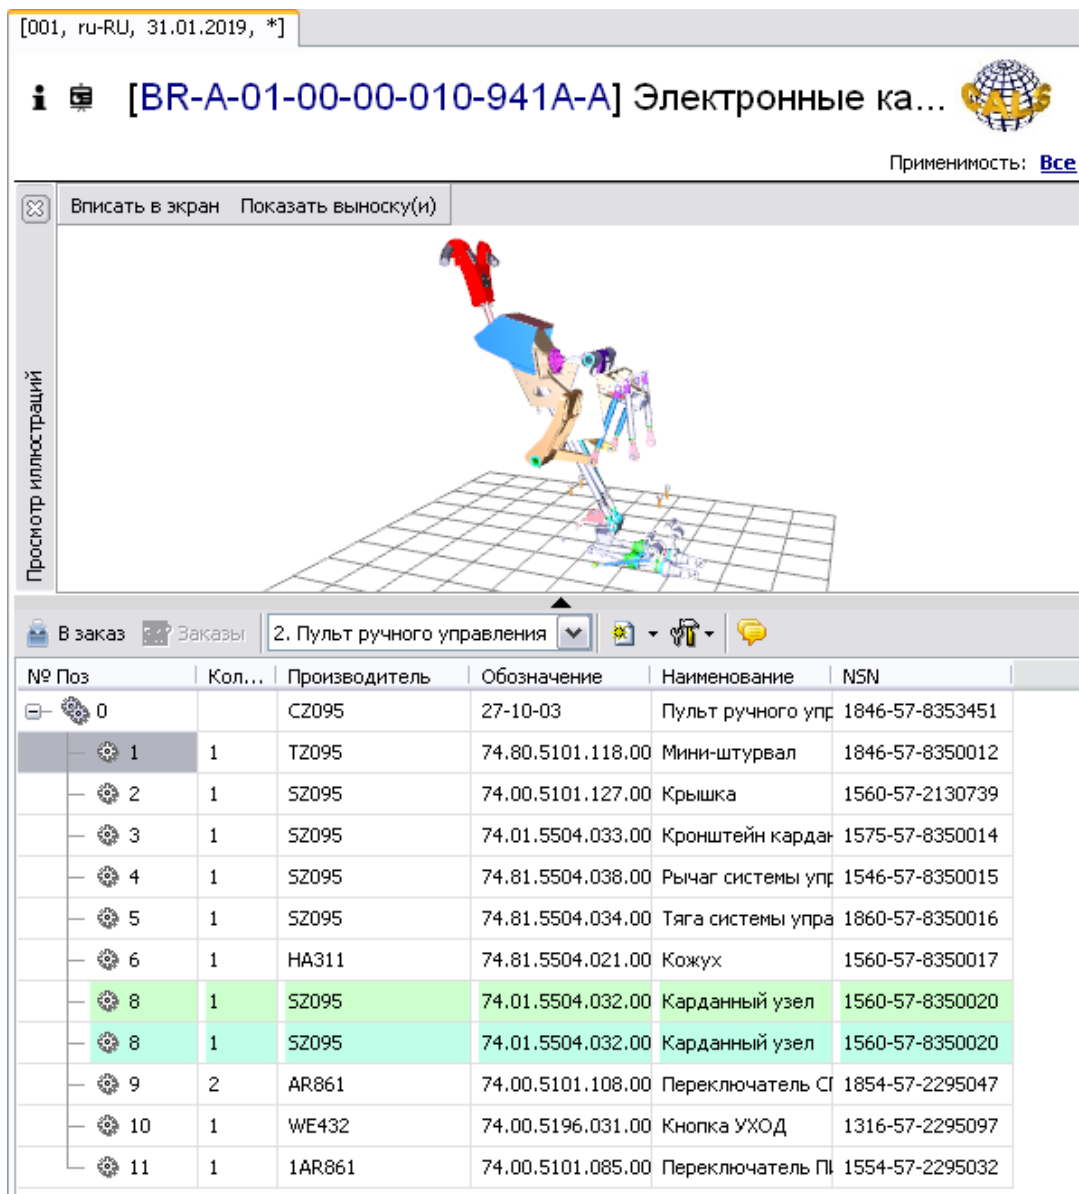 [001, ru-RU, 31.01.2019, *]
[BR-A-01-00-00-010-941A-A] Электронные ка...
CALS
Применимость: Все
Вписать в экран Показать выноску(и)
Просмотр иллюстраций
В заказ Заказы 2. Пульт ручного управления
№ Поз Кол... Производитель Обозначение Наименование NSN
0 CZ095 27-10-03 Пульт ручного упр 1846-57-8353451
1 1 TZ095 74.80.5101.118.00 Мини-штурвал 1846-57-8350012
2 1 SZ095 74.00.5101.127.00 Крышка 1560-57-2130739
3 1 SZ095 74.01.5504.033.00 Кронштейн кардан 1575-57-8350014
4 1 SZ095 74.81.5504.038.00 Рычаг системы упр 1546-57-8350015
5 1 SZ095 74.81.5504.034.00 Тяга системы упра 1860-57-8350016
6 1 HA311 74.81.5504.021.00 Кожух 1560-57-8350017
8 1 SZ095 74.01.5504.032.00 Карданный узел 1560-57-8350020
8 1 SZ095 74.01.5504.032.00 Карданный узел 1560-57-8350020
9 2 AR861 74.00.5101.108.00 Переключатель СП 1854-57-2295047
10 1 WE432 74.00.5196.031.00 Кнопка УХОД 1316-57-2295097
11 1 1AR861 74.00.5101.085.00 Переключатель 1554-57-2295032